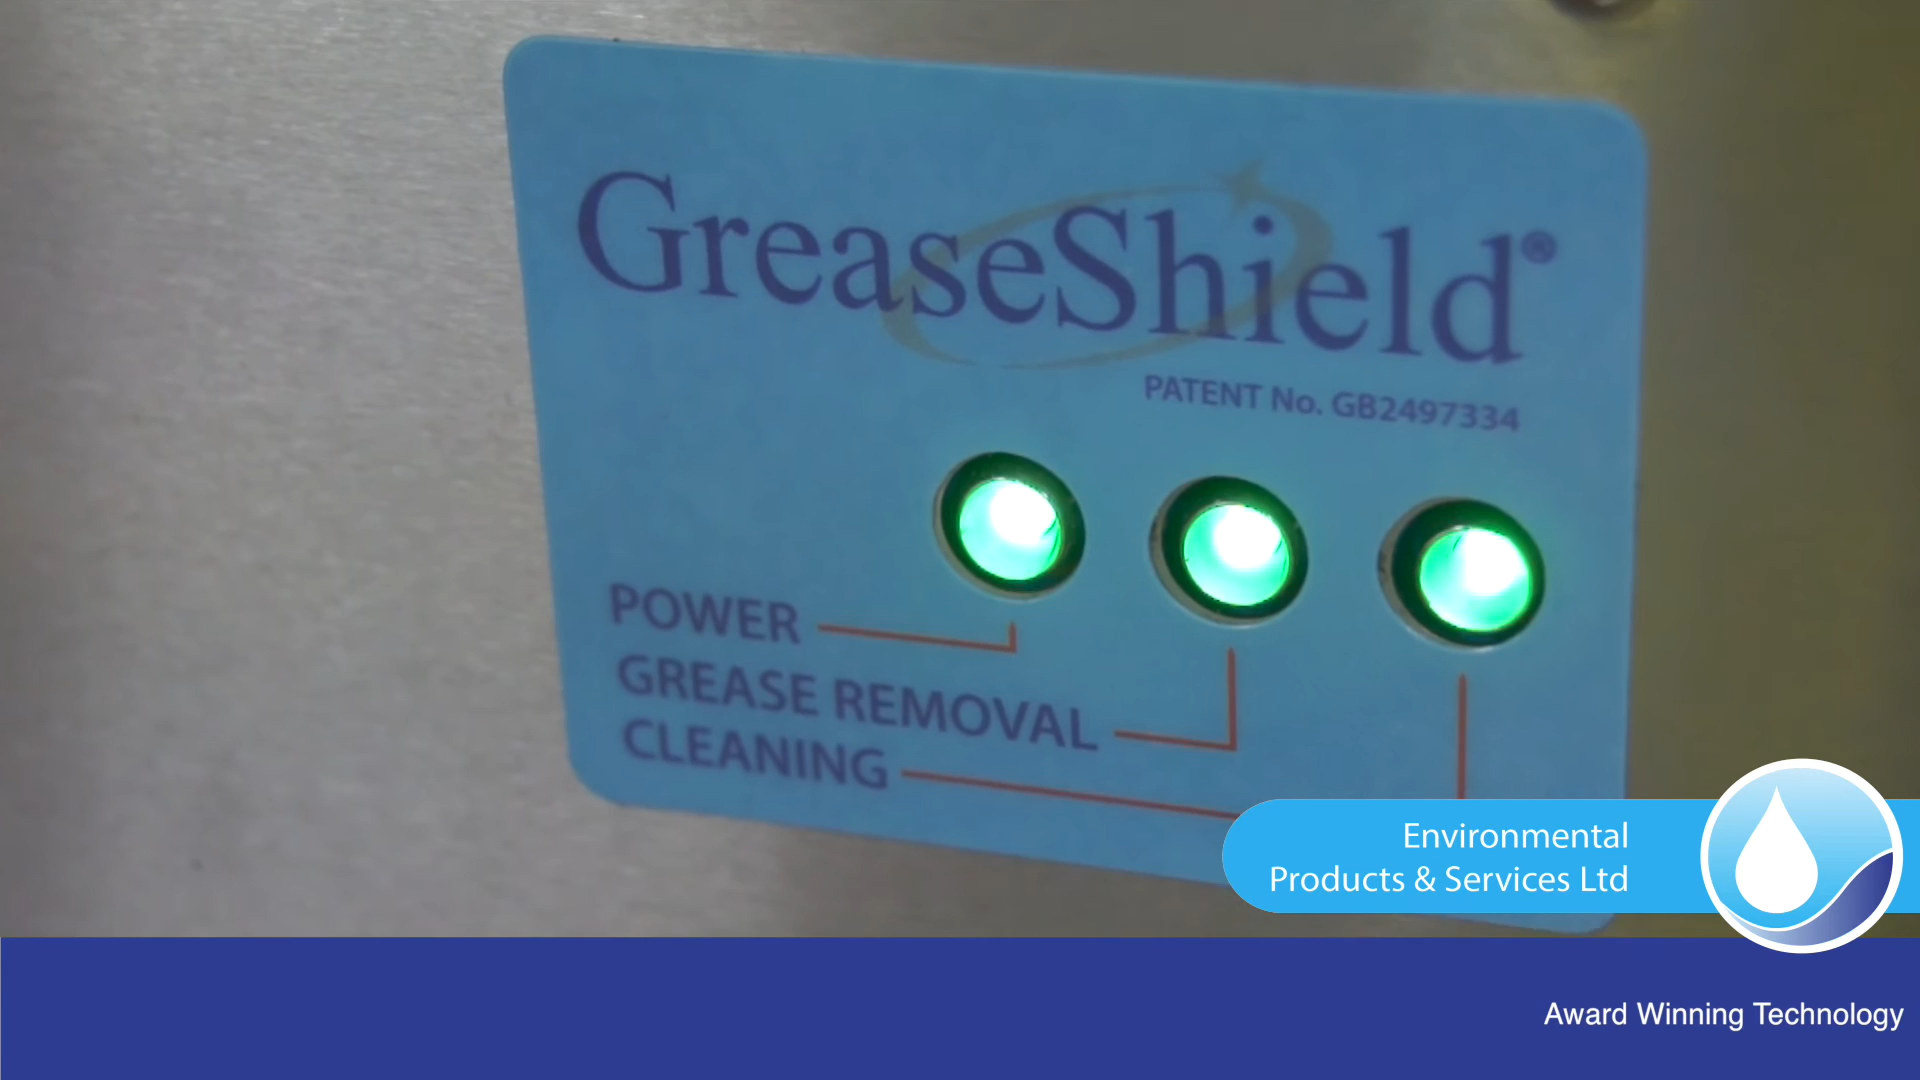 GreaseShield®
PATENT No. GB2497334
POWER
GREASE REMOVAL
CLEANING
Environmental
Products & Services Ltd
Award Winning Technology